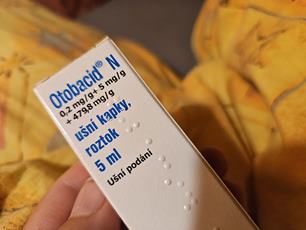 Otobacid® N
0,2 mg/g + 5 mg/g
+ 479,8 mg/g
ušní kapky,
roztok
5 ml
Ušní podání